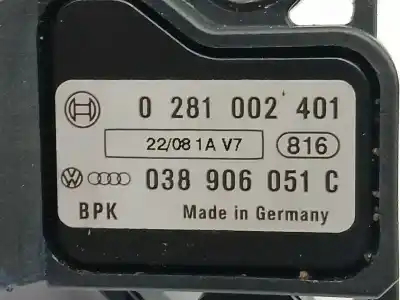 0 281 002 401
22/08 1A V7 816
038 906 051 C
BPK Made in Germany